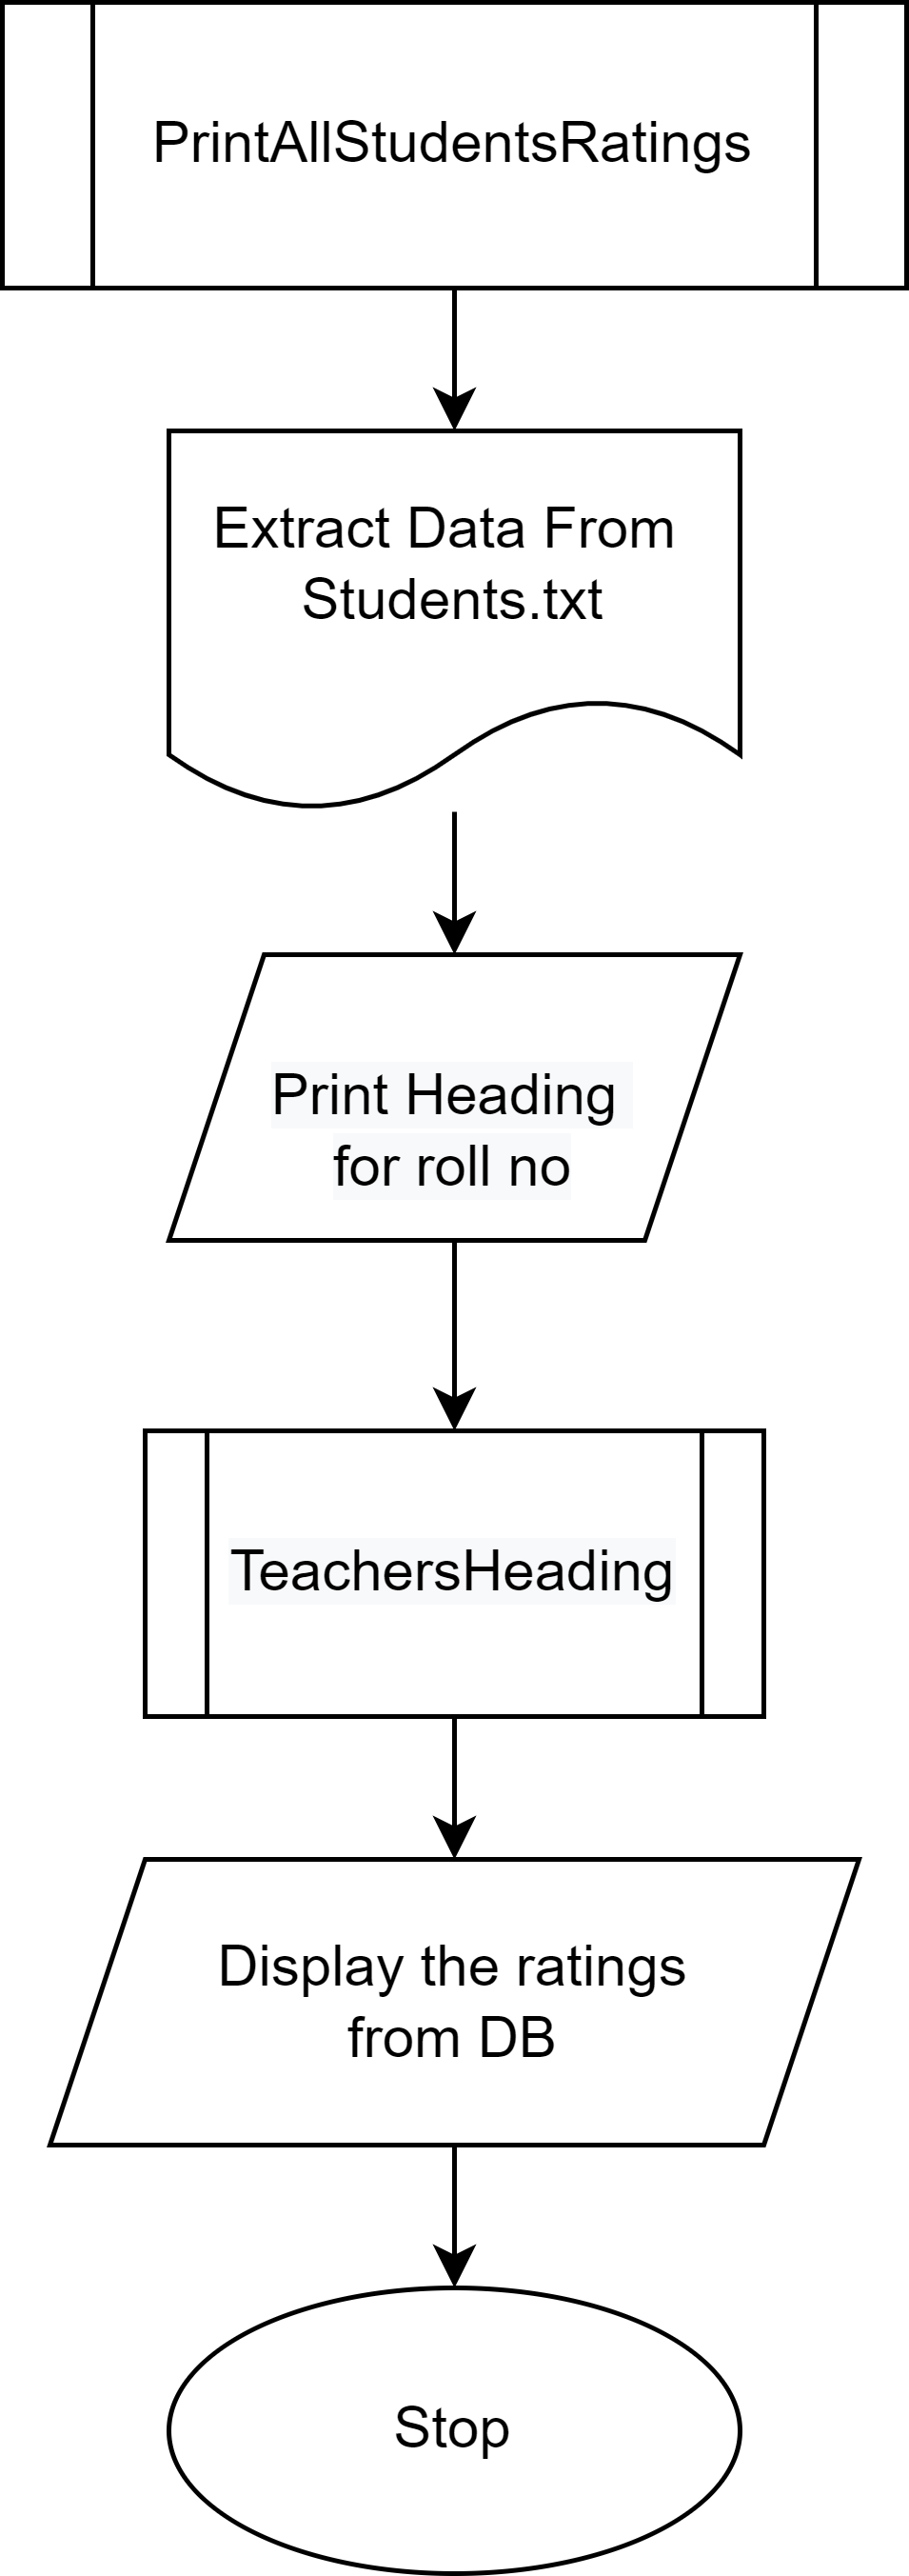 PrintAllStudentsRatings
Extract Data From
Students.txt
Print Heading
for roll no
TeachersHeading
Display the ratings
from DB
Stop